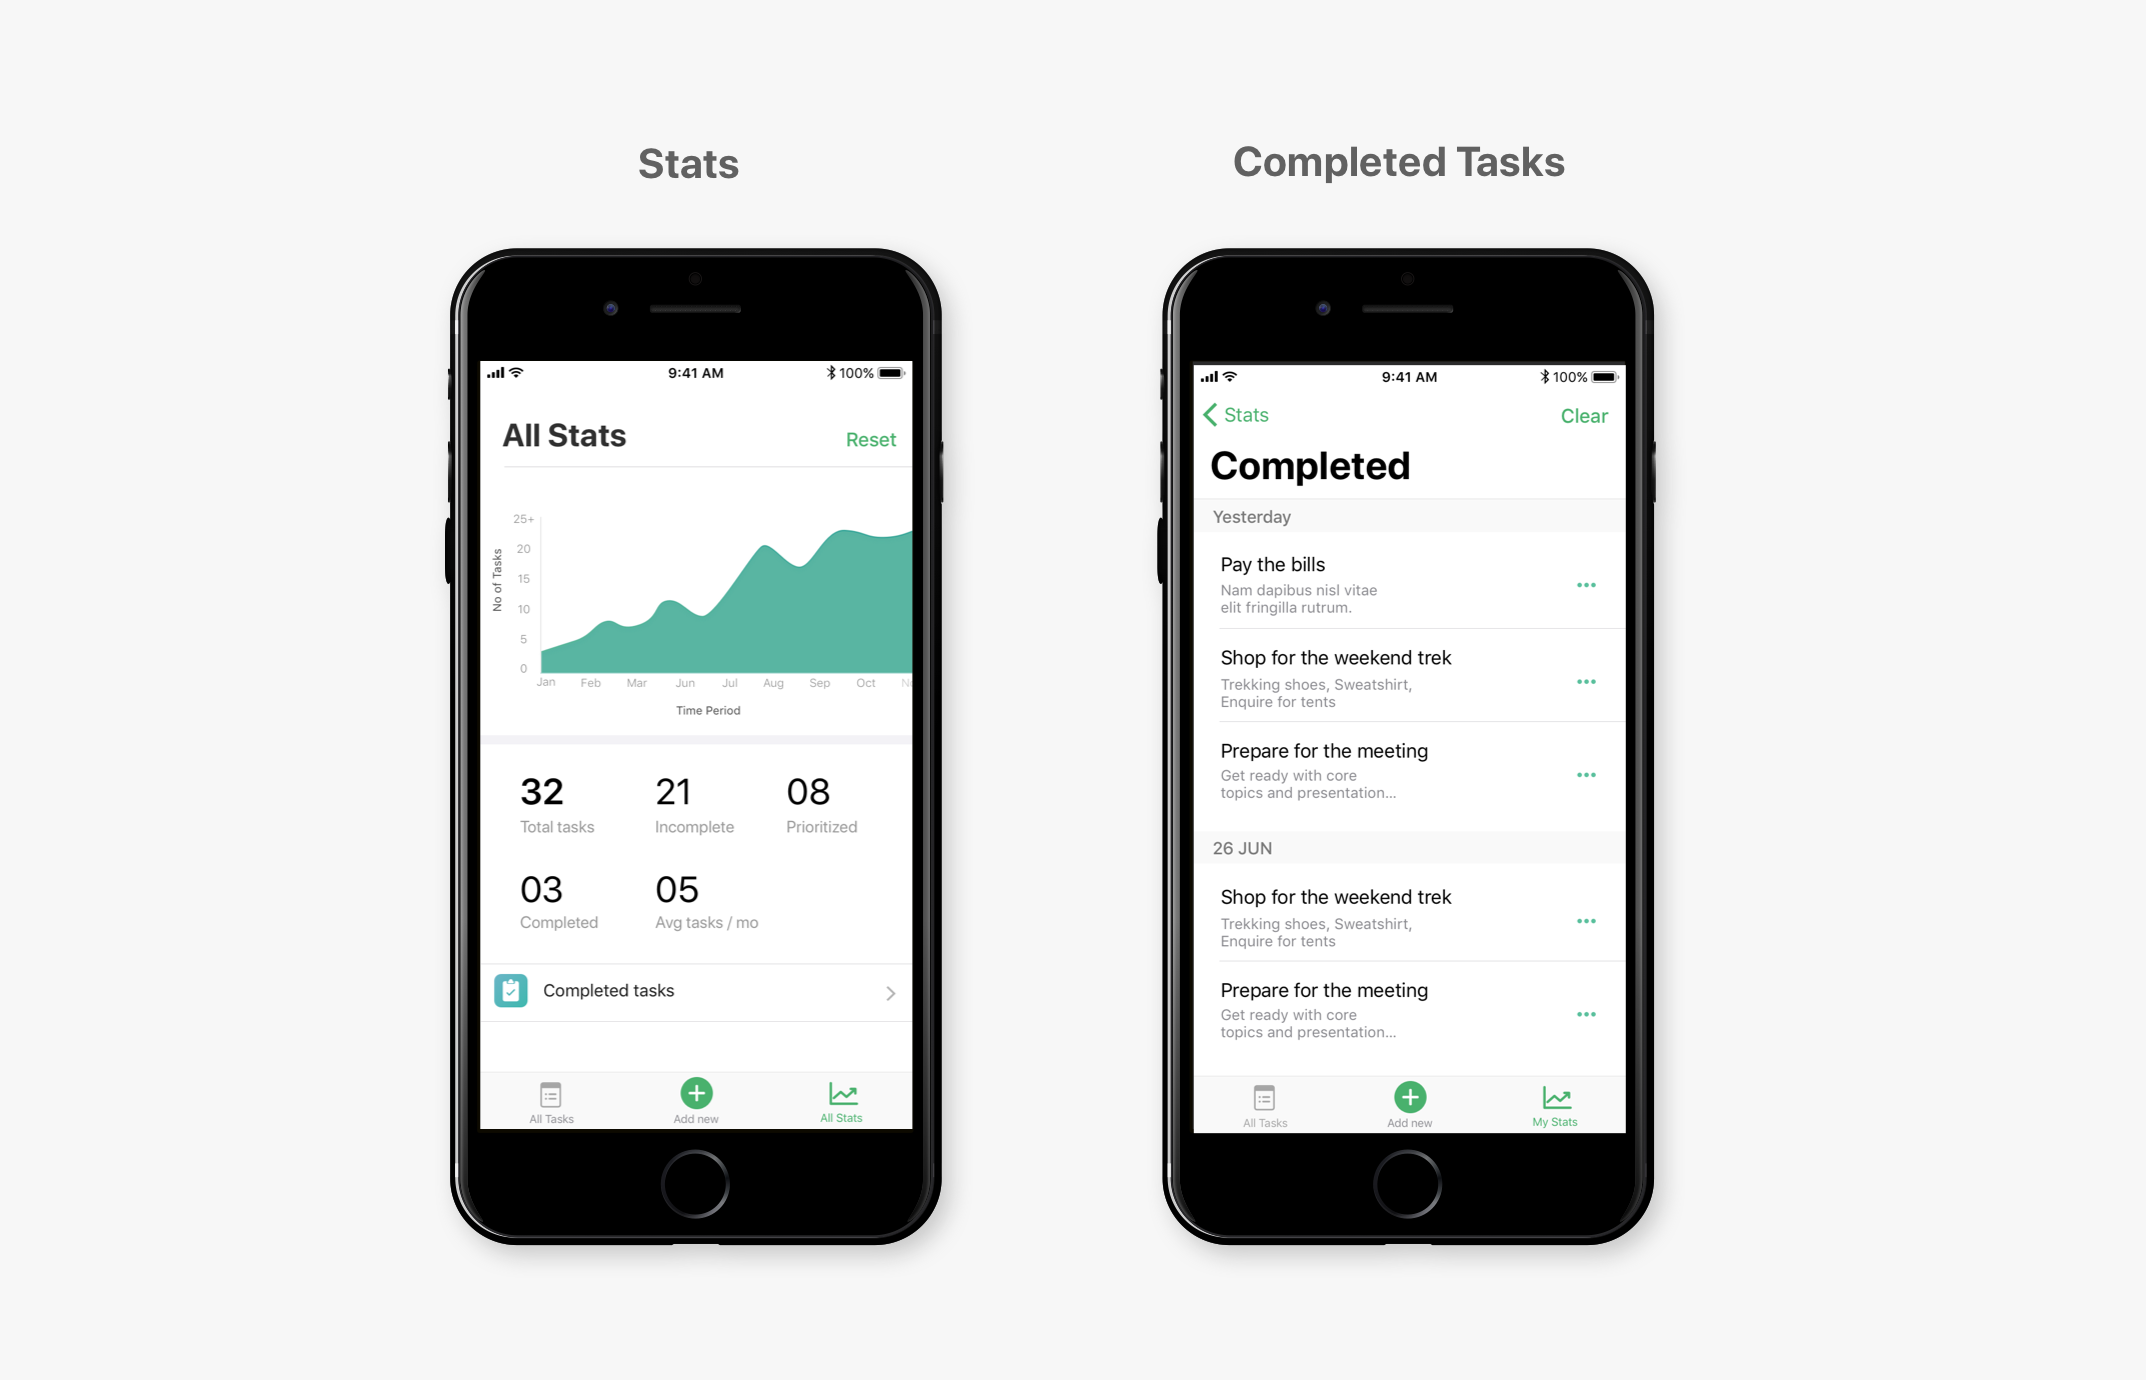 Stats
9:41 AM
100%
All Stats
Reset
25+
20
15
10
5
0
No of Tasks
Jan Feb Mar Jun Jul Aug Sep Oct
Time Period
32
Total tasks
21
Incomplete
08
Prioritized
03
Completed
05
Avg tasks / mo
Completed tasks
All Tasks
Add new
All Stats
Completed Tasks
9:41 AM
100%
Stats
Clear
Completed
Yesterday
Pay the bills
Nam dapibus nisl vitae
elit fringilla rutrum.
Shop for the weekend trek
Trekking shoes, Sweatshirt,
Enquire for tents
Prepare for the meeting
Get ready with core
topics and presentation...
26 JUN
Shop for the weekend trek
Trekking shoes, Sweatshirt,
Enquire for tents
Prepare for the meeting
Get ready with core
topics and presentation...
All Tasks
Add new
My Stats